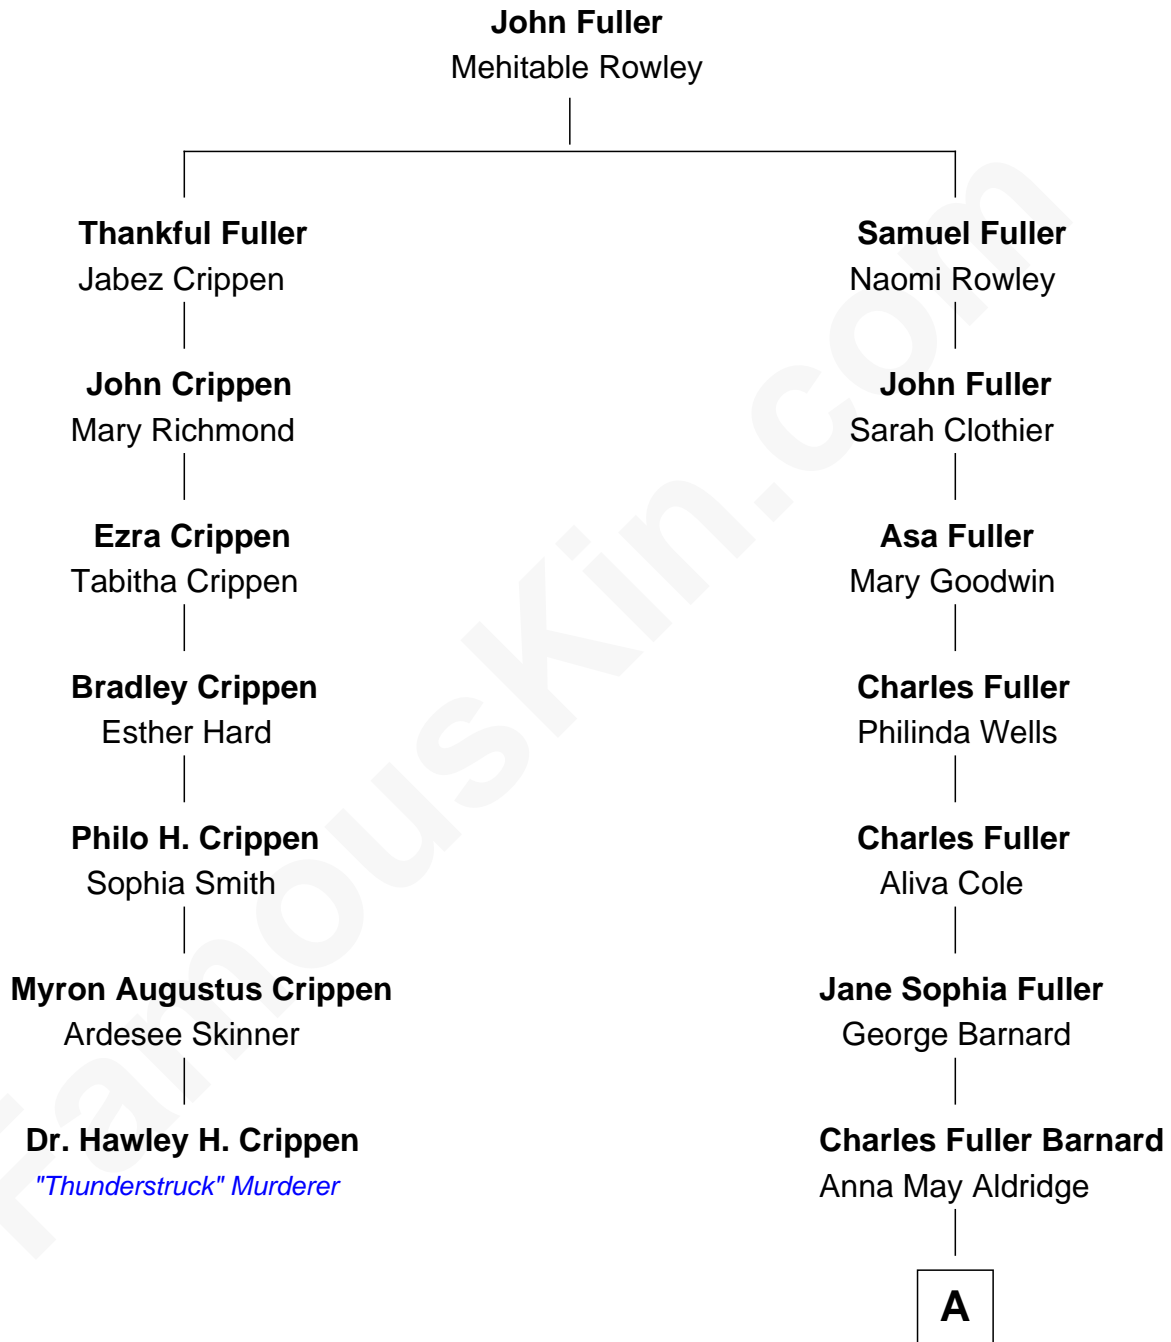 John Fuller
Mehitable Rowley
Thankful Fuller
Jabez Crippen
Samuel Fuller
Naomi Rowley
John Crippen
Mary Richmond
John Fuller
Sarah Clothier
Ezra Crippen
Tabitha Crippen
Asa Fuller
Mary Goodwin
Bradley Crippen
Esther Hard
Charles Fuller
Philinda Wells
Philo H. Crippen
Sophia Smith
Charles Fuller
Aliva Cole
Myron Augustus Crippen
Ardesee Skinner
Jane Sophia Fuller
George Barnard
Dr. Hawley H. Crippen
"Thunderstruck" Murderer
Charles Fuller Barnard
Anna May Aldridge
A
FamousKin.com